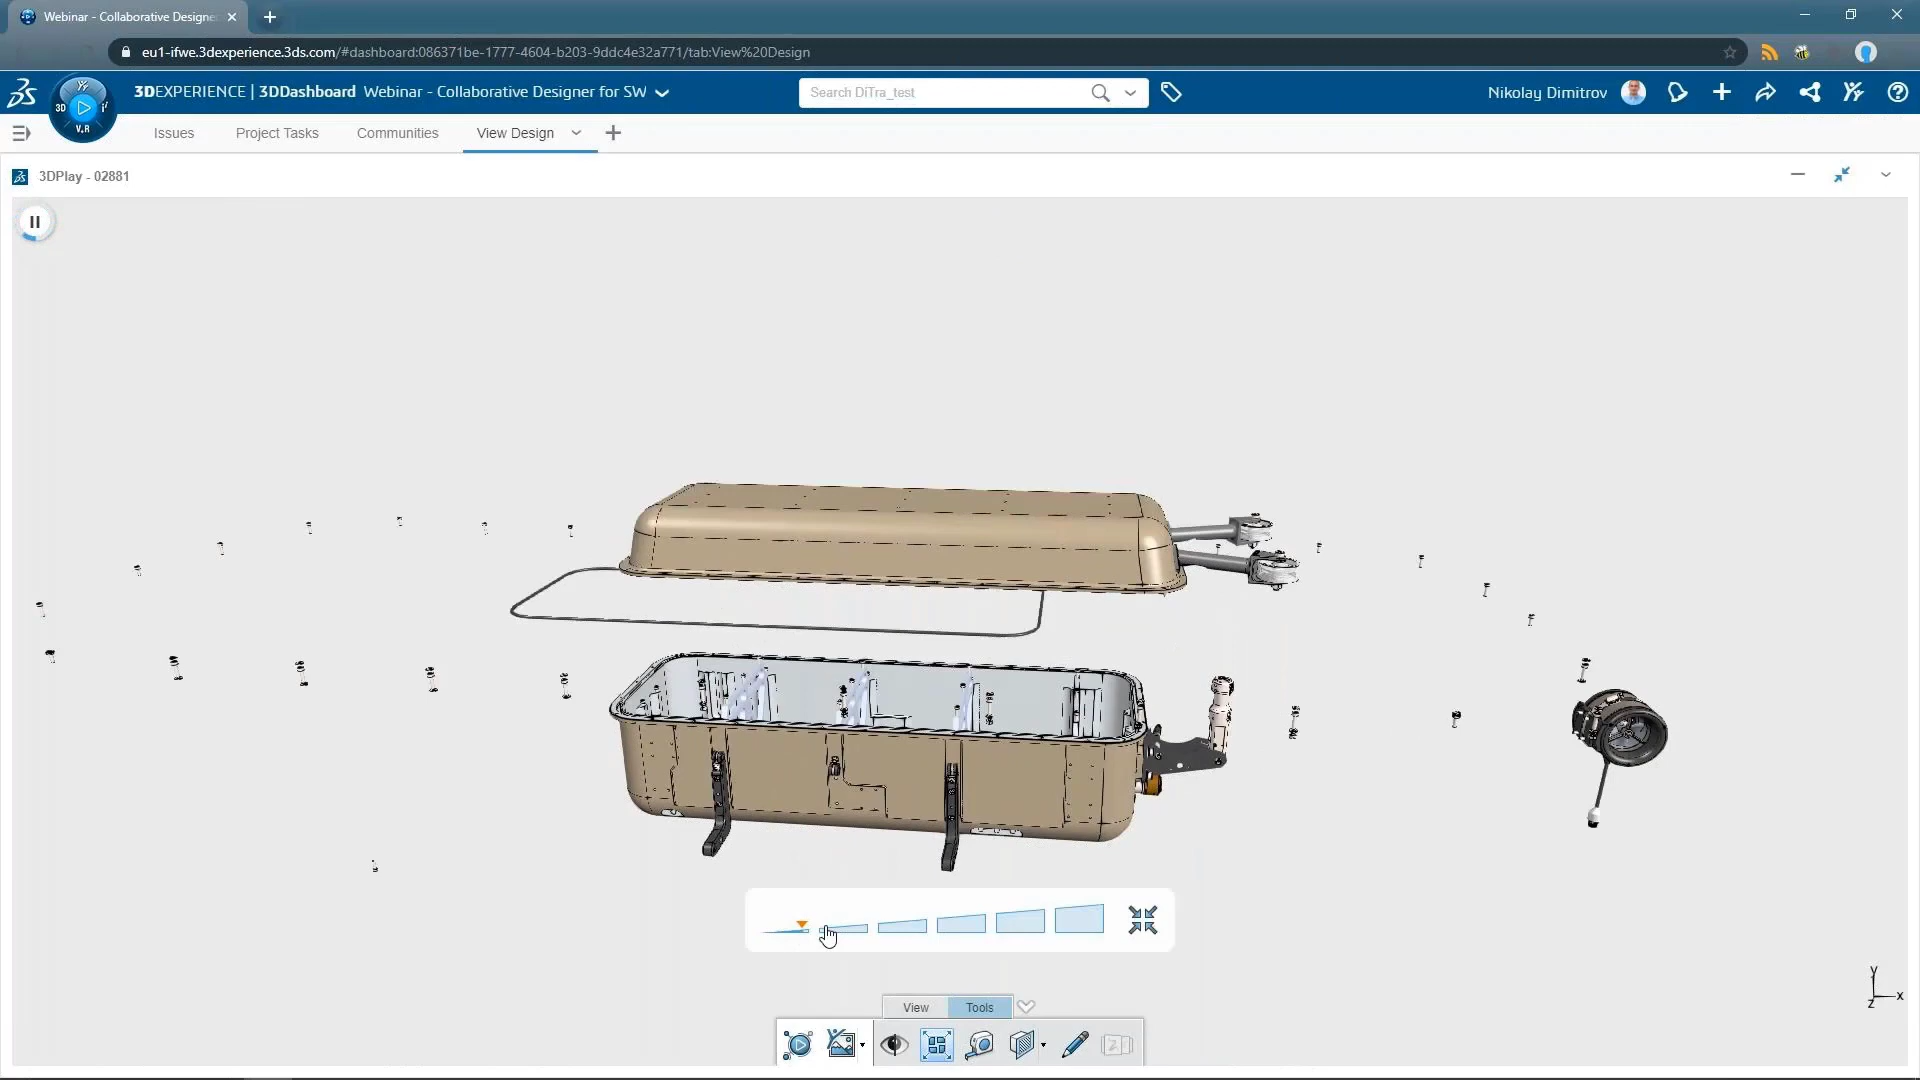 Webinar - Collaborative Designe
eu1-ifwe.3dexperience.3ds.com/#dashboard:086371be-1777-4604-b203-9ddc4e32a771/tab:View%20Design
3D
V.R
3DEXPERIENCE | 3DDashboard Webinar - Collaborative Designer for SW
Search DiTra_test
Nikolay Dimitrov
Issues
Project Tasks
Communities
View Design
3DPlay - 02881
View
Tools
Y
X
Z